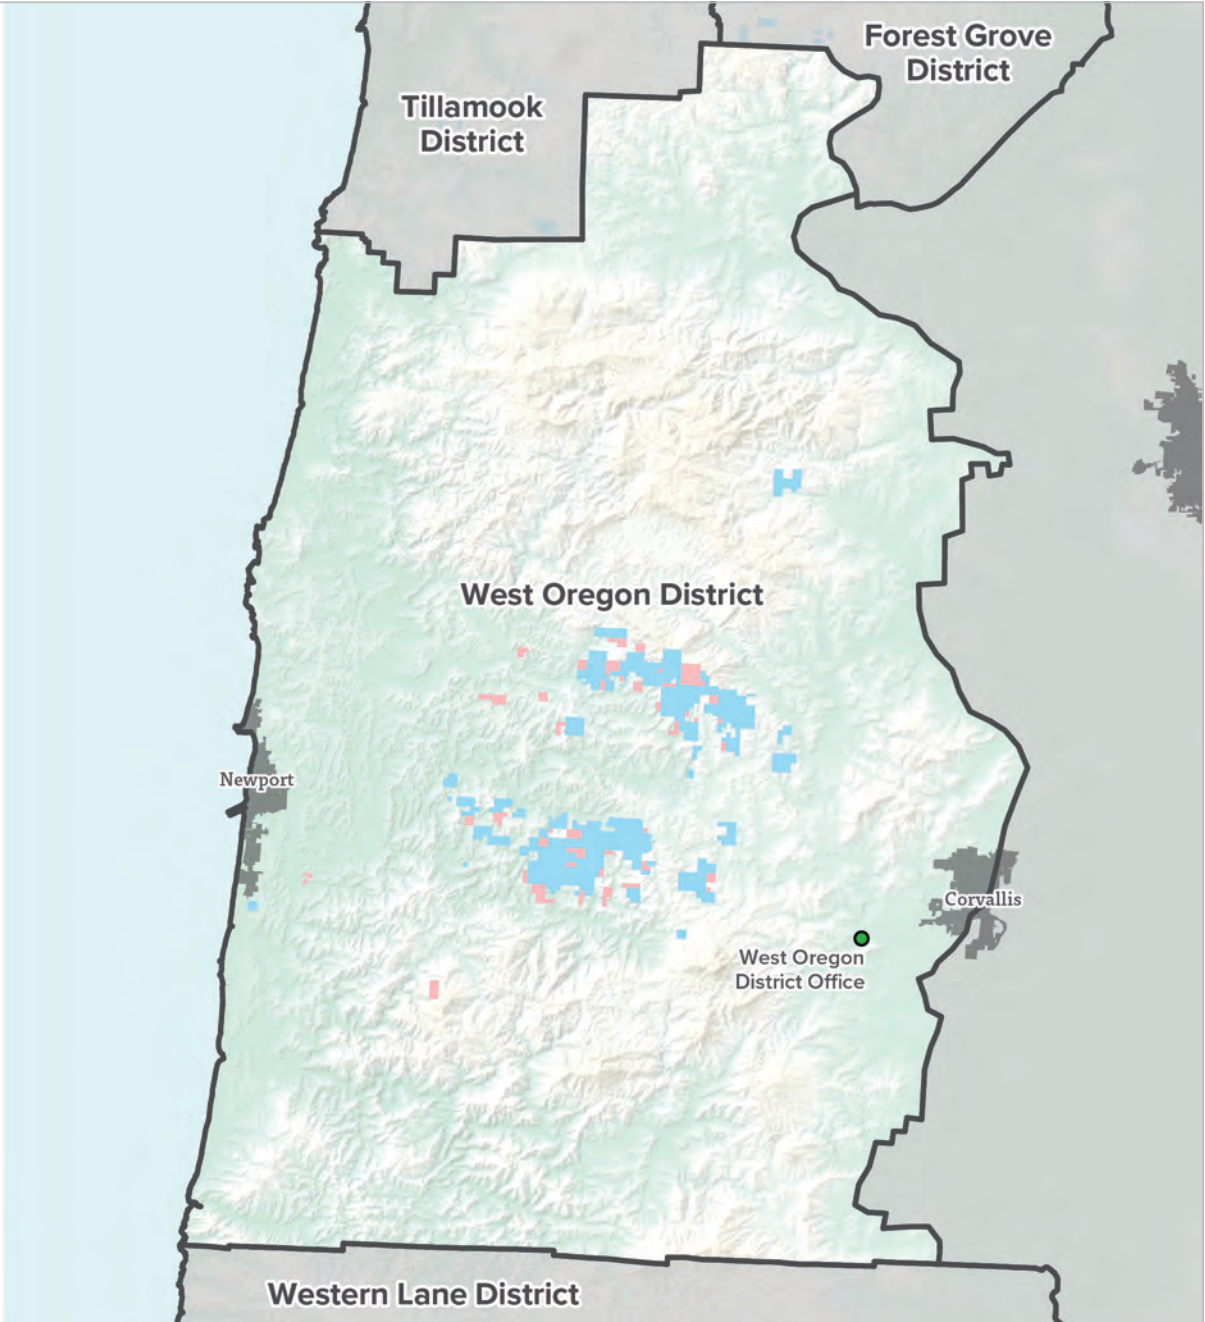 Forest Grove
District
Tillamook
District
West Oregon District
Newport
Corvallis
West Oregon
District Office
Western Lane District